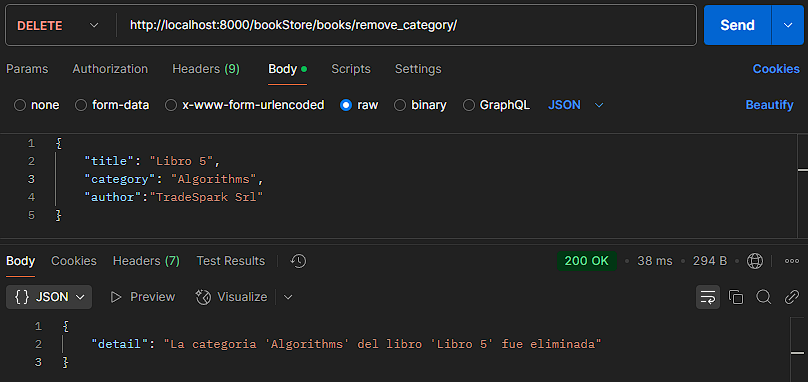 DELETE http://localhost:8000/bookStore/books/remove_category/ Send
Params Authorization Headers (9) Body Scripts Settings Cookies
none form-data x-www-form-urlencoded raw binary GraphQL JSON Beautify
1 {
2 "title": "Libro 5",
3 "category": "Algorithms",
4 "author":"TradeSpark Srl"
5 }
Body Cookies Headers (7) Test Results 200 OK • 38 ms • 294 B
{} JSON Preview Visualize
1 {
2 "detail": "La categoria 'Algorithms' del libro 'Libro 5' fue eliminada"
3 }